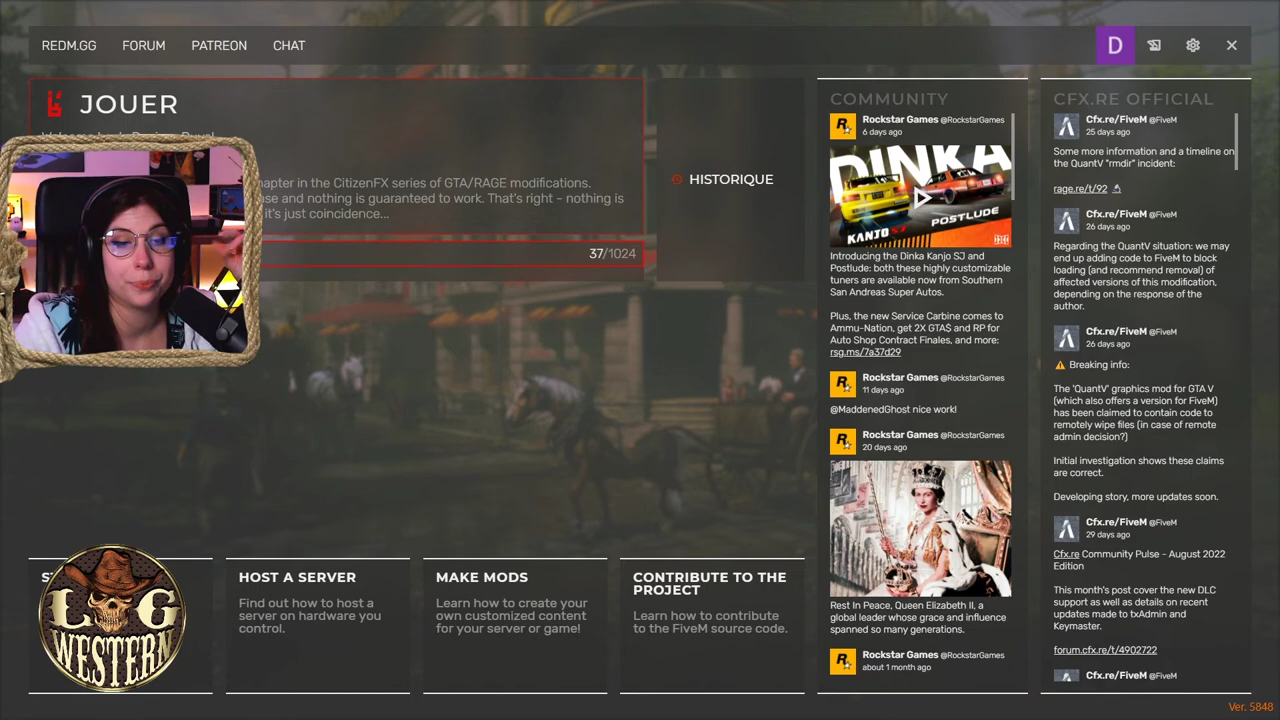 REDM.GG FORUM PATREON CHAT
D
JOUER
hapter in the CitizenFX series of GTA/RAGE modifications.
se and nothing is guaranteed to work. That's right - nothing is
it's just coincidence...
37/1024
HISTORIQUE
COMMUNITY
Rockstar Games @RockstarGames
6 days ago
DINKA
KANJO SJ
POSTLUDE
Introducing the Dinka Kanjo SJ and
Postlude: both these highly customizable
tuners are available now from Southern
San Andreas Super Autos.
Plus, the new Service Carbine comes to
Ammu-Nation, get 2X GTA$ and RP for
Auto Shop Contract Finales, and more:
rsg.ms/7a37d29
Rockstar Games @RockstarGames
11 days ago
@MaddenedGhost nice work!
Rockstar Games @RockstarGames
20 days ago
Rest In Peace, Queen Elizabeth II, a
global leader whose grace and influence
spanned so many generations.
Rockstar Games @RockstarGames
about 1 month ago
CFX.RE OFFICIAL
Cfx.re/FiveM @FiveM
25 days ago
Some more information and a timeline on
the QuantV "rmdir" incident:
rage.re/t/92
Cfx.re/FiveM @FiveM
26 days ago
Regarding the QuantV situation: we may
end up adding code to FiveM to block
loading (and recommend removal) of
affected versions of this modification,
depending on the response of the
author.
Cfx.re/FiveM @FiveM
26 days ago
⚠️ Breaking info:
The 'QuantV' graphics mod for GTA V
(which also offers a version for FiveM)
has been claimed to contain code to
remotely wipe files (in case of remote
admin decision?)
Initial investigation shows these claims
are correct.
Developing story, more updates soon.
Cfx.re/FiveM @FiveM
29 days ago
Cfx.re Community Pulse - August 2022
Edition
This month's post cover the new DLC
support as well as details on recent
updates made to txAdmin and
Keymaster.
forum.cfx.re/t/4902722
Cfx.re/FiveM @FiveM
LG
WESTERN
HOST A SERVER
Find out how to host a
server on hardware you
control.
MAKE MODS
Learn how to create your
own customized content
for your server or game!
CONTRIBUTE TO THE
PROJECT
Learn how to contribute
to the FiveM source code.
Ver. 5848